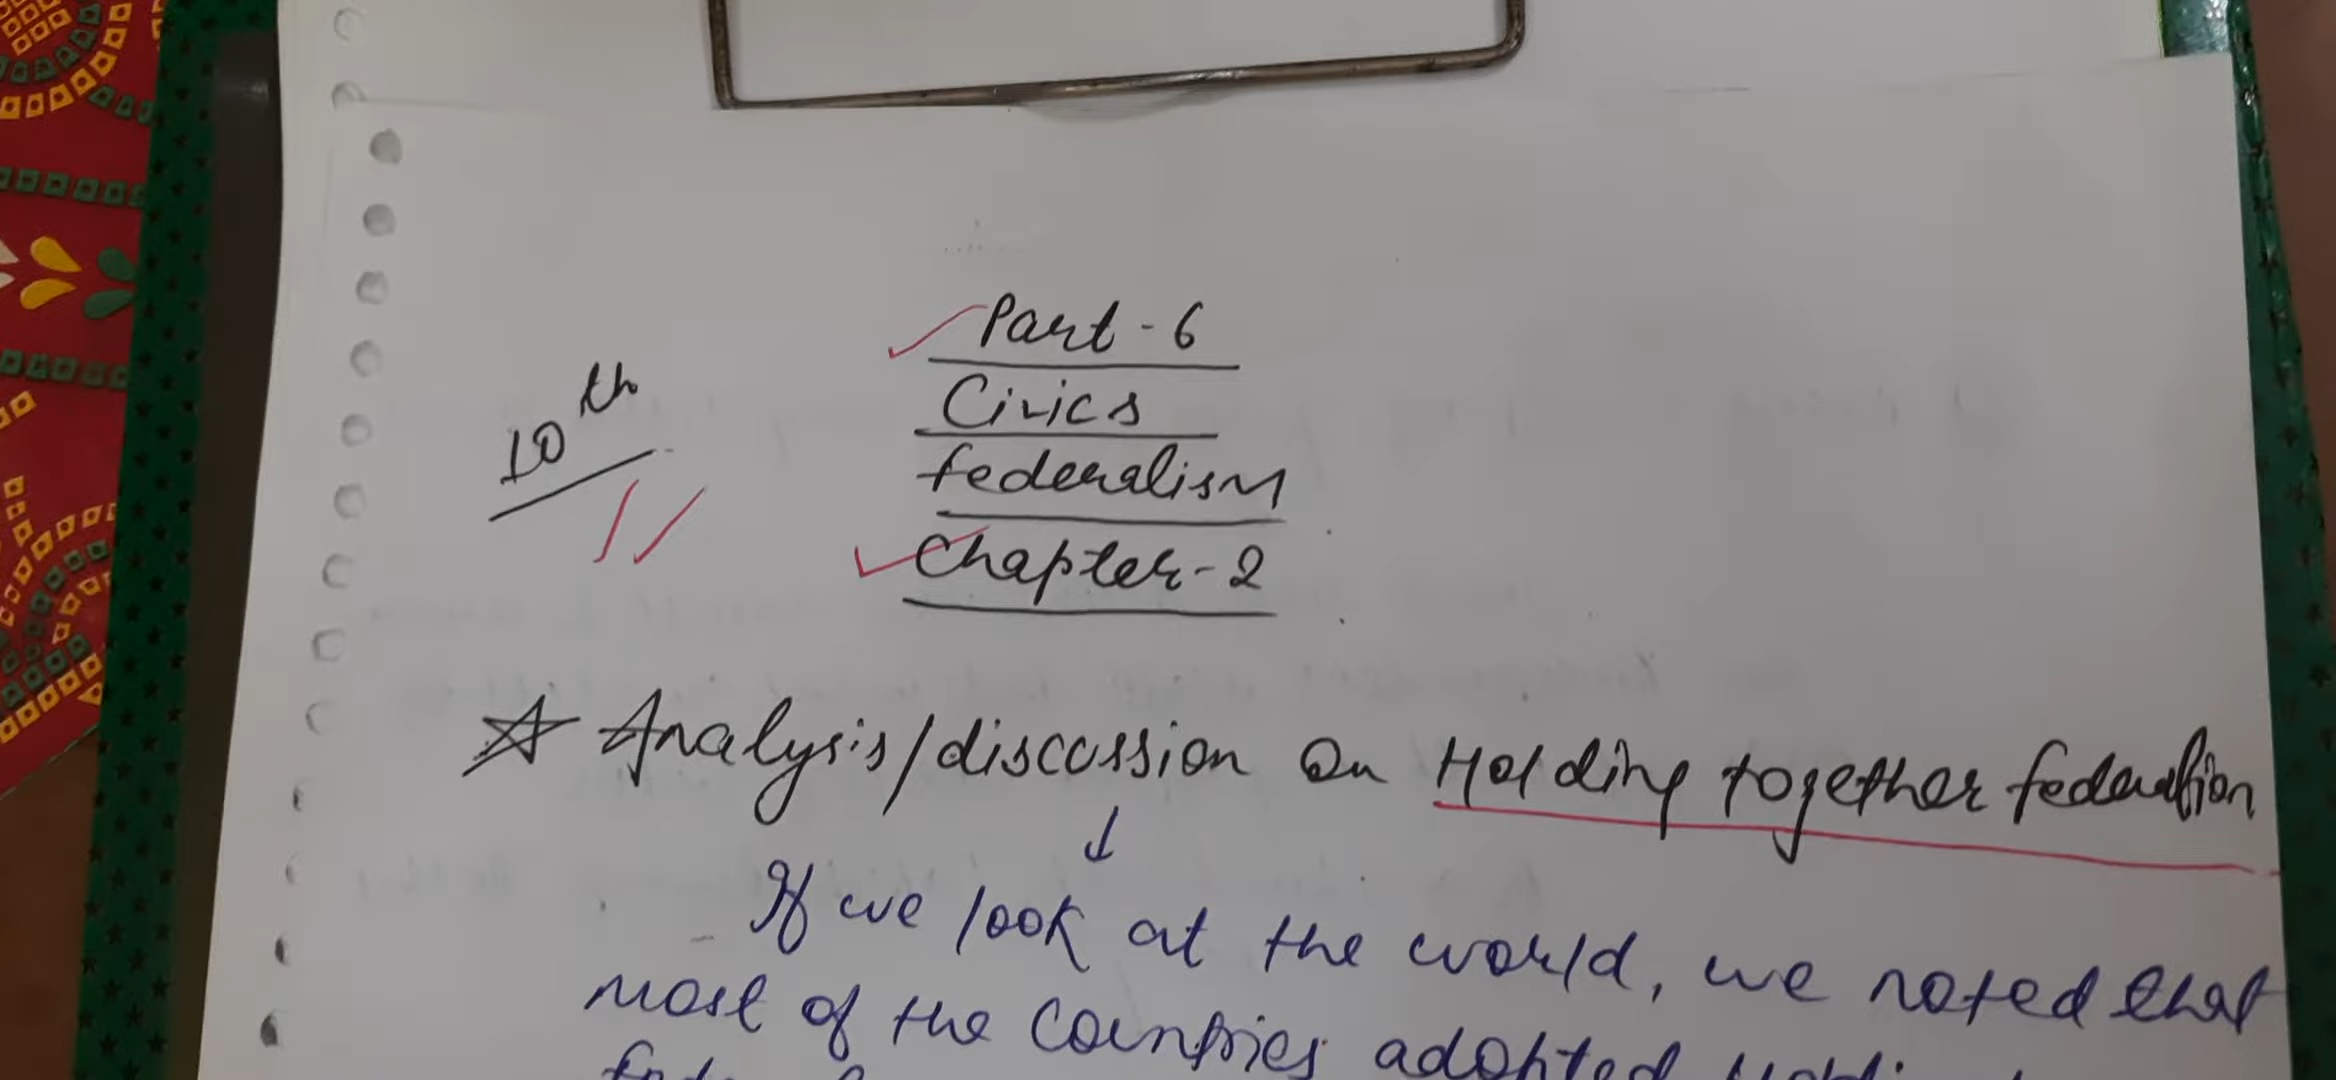 Part - 6
10th
Civics
federalism
Chapter - 2
Analysis/discussion on Holding together federation
If we look at the world, we noted that
most of the countries adopted